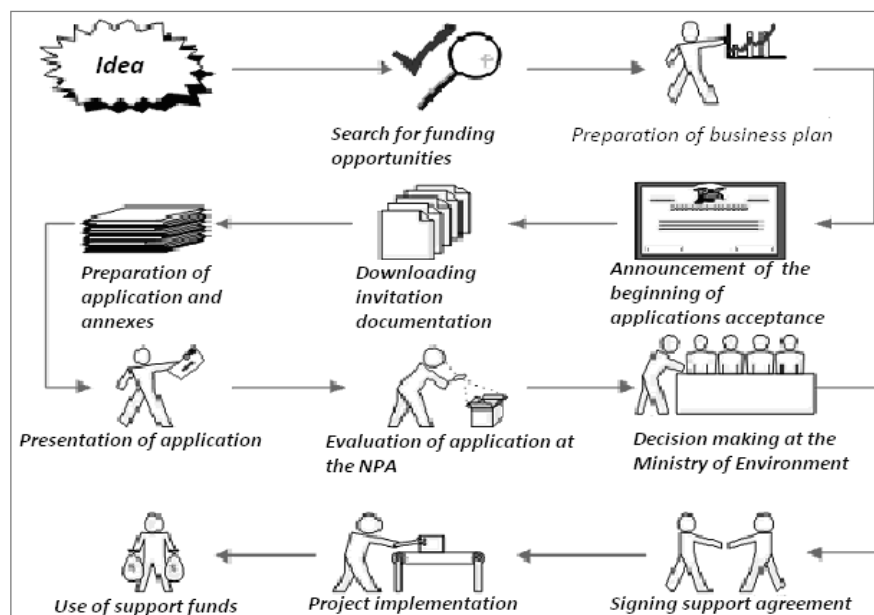 Idea
Search for funding
opportunities
Preparation of business plan
Announcement of the
beginning of
applications acceptance
Downloading
invitation
documentation
Preparation of
application and
annexes
Presentation of application
Evaluation of application at
the NPA
Decision making at the
Ministry of Environment
Signing support agreement
Project implementation
Use of support funds